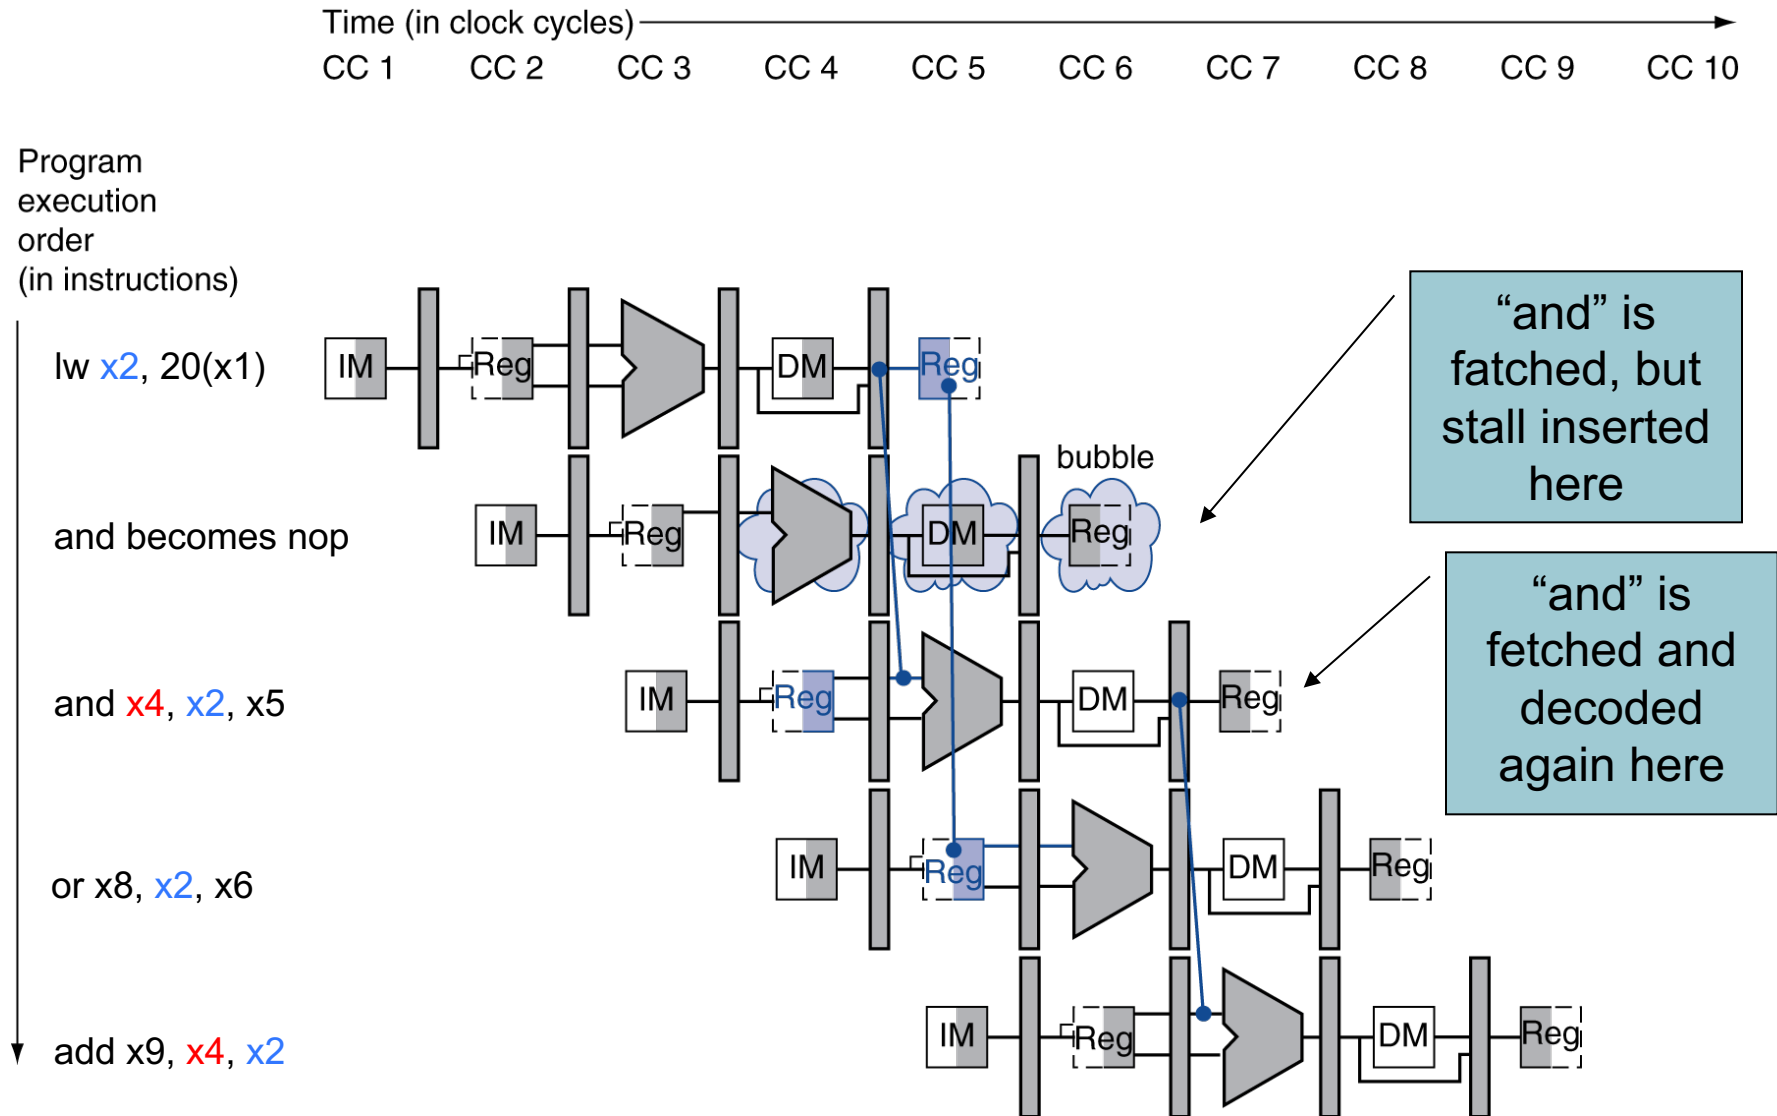 Time (in clock cycles)
CC 1 CC 2 CC 3 CC 4 CC 5 CC 6 CC 7 CC 8 CC 9 CC 10
Program
execution
order
(in instructions)
lw x2, 20(x1)
IM Reg DM Reg
and becomes nop
IM Reg DM Reg
bubble
and x4, x2, x5
IM Reg DM Reg
or x8, x2, x6
IM Reg DM Reg
add x9, x4, x2
IM Reg DM Reg
“and” is
fatched, but
stall inserted
here
“and” is
fetched and
decoded
again here